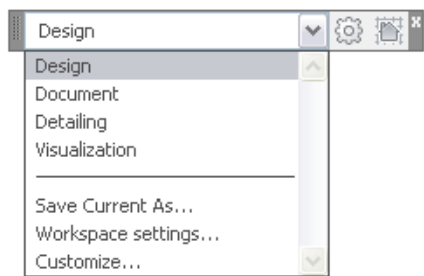 Design
Design
Document
Detailing
Visualization
Save Current As...
Workspace settings...
Customize...